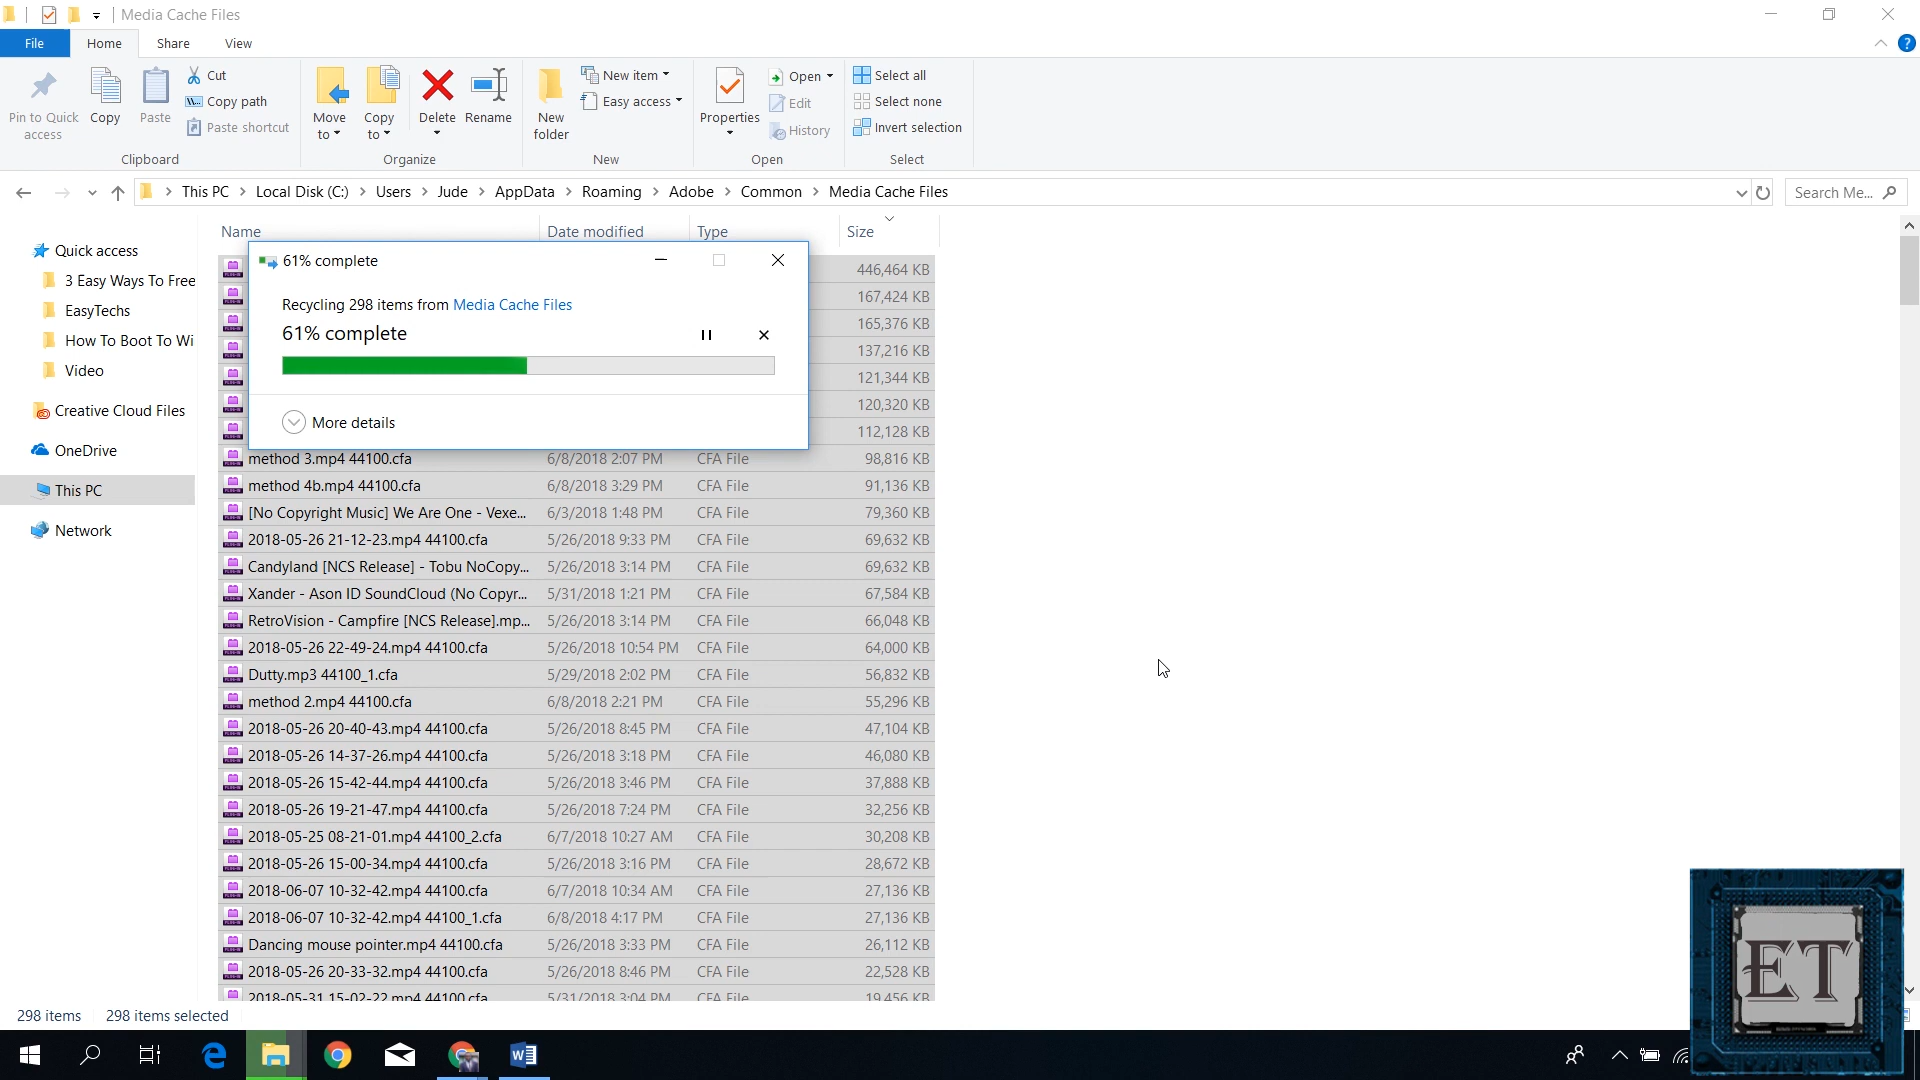 Media Cache Files
File
Home
Share
View
Pin to Quick access
Copy
Paste
Cut
Copy path
Paste shortcut
Clipboard
Move to
Copy to
Delete
Rename
Organize
New folder
New item
Easy access
New
Properties
Open
Edit
History
Open
Select all
Select none
Invert selection
Select
This PC > Local Disk (C:) > Users > Jude > AppData > Roaming > Adobe > Common > Media Cache Files
Search Me...
Quick access
3 Easy Ways To Free
EasyTechs
How To Boot To Wi
Video
Creative Cloud Files
OneDrive
This PC
Network
Name Date modified Type Size
61% complete
Recycling 298 items from Media Cache Files
61% complete
More details
446,464 KB
167,424 KB
165,376 KB
137,216 KB
121,344 KB
120,320 KB
112,128 KB
method 3.mp4 44100.cfa 6/8/2018 2:07 PM CFA File 98,816 KB
method 4b.mp4 44100.cfa 6/8/2018 3:29 PM CFA File 91,136 KB
[No Copyright Music] We Are One - Vexe... 6/3/2018 1:48 PM CFA File 79,360 KB
2018-05-26 21-12-23.mp4 44100.cfa 5/26/2018 9:33 PM CFA File 69,632 KB
Candyland [NCS Release] - Tobu NoCopy... 5/26/2018 3:14 PM CFA File 69,632 KB
Xander - Ason ID SoundCloud (No Copyr... 5/31/2018 1:21 PM CFA File 67,584 KB
RetroVision - Campfire [NCS Release].mp... 5/26/2018 3:14 PM CFA File 66,048 KB
2018-05-26 22-49-24.mp4 44100.cfa 5/26/2018 10:54 PM CFA File 64,000 KB
Dutty.mp3 44100_1.cfa 5/29/2018 2:02 PM CFA File 56,832 KB
method 2.mp4 44100.cfa 6/8/2018 2:21 PM CFA File 55,296 KB
2018-05-26 20-40-43.mp4 44100.cfa 5/26/2018 8:45 PM CFA File 47,104 KB
2018-05-26 14-37-26.mp4 44100.cfa 5/26/2018 3:18 PM CFA File 46,080 KB
2018-05-26 15-42-44.mp4 44100.cfa 5/26/2018 3:46 PM CFA File 37,888 KB
2018-05-26 19-21-47.mp4 44100.cfa 5/26/2018 7:24 PM CFA File 32,256 KB
2018-05-25 08-21-01.mp4 44100_2.cfa 6/7/2018 10:27 AM CFA File 30,208 KB
2018-05-26 15-00-34.mp4 44100.cfa 5/26/2018 3:16 PM CFA File 28,672 KB
2018-06-07 10-32-42.mp4 44100.cfa 6/7/2018 10:34 AM CFA File 27,136 KB
2018-06-07 10-32-42.mp4 44100_1.cfa 6/8/2018 4:17 PM CFA File 27,136 KB
Dancing mouse pointer.mp4 44100.cfa 5/26/2018 3:33 PM CFA File 26,112 KB
2018-05-26 20-33-32.mp4 44100.cfa 5/26/2018 8:46 PM CFA File 22,528 KB
2018-05-31 15-02-22.mp4 44100.cfa 5/31/2018 3:04 PM CFA File 19,456 KB
298 items 298 items selected
ET